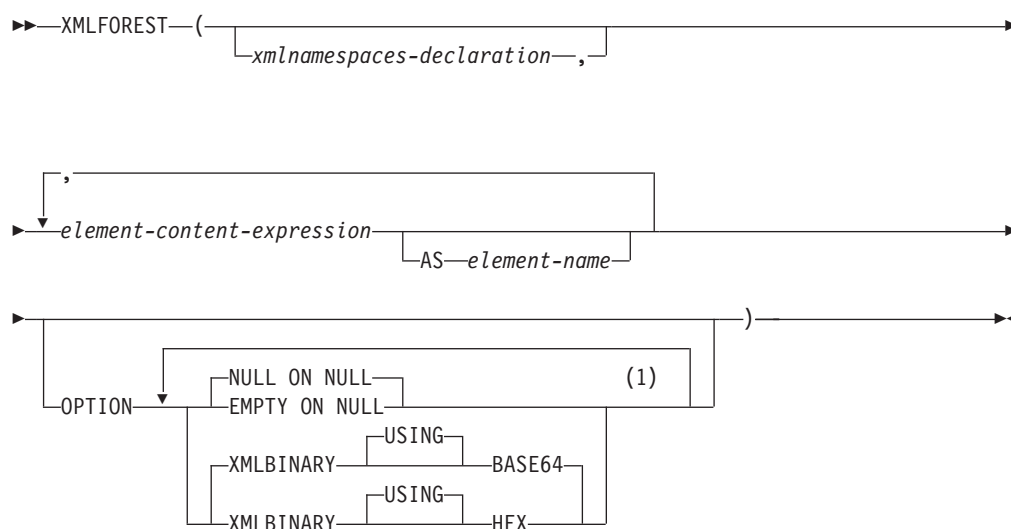 XMLFOREST (
xmlnamespaces-declaration ,
,
element-content-expression
AS element-name
)
NULL ON NULL (1)
OPTION EMPTY ON NULL
USING
XMLBINARY BASE64
USING
XMLBINARY HEX